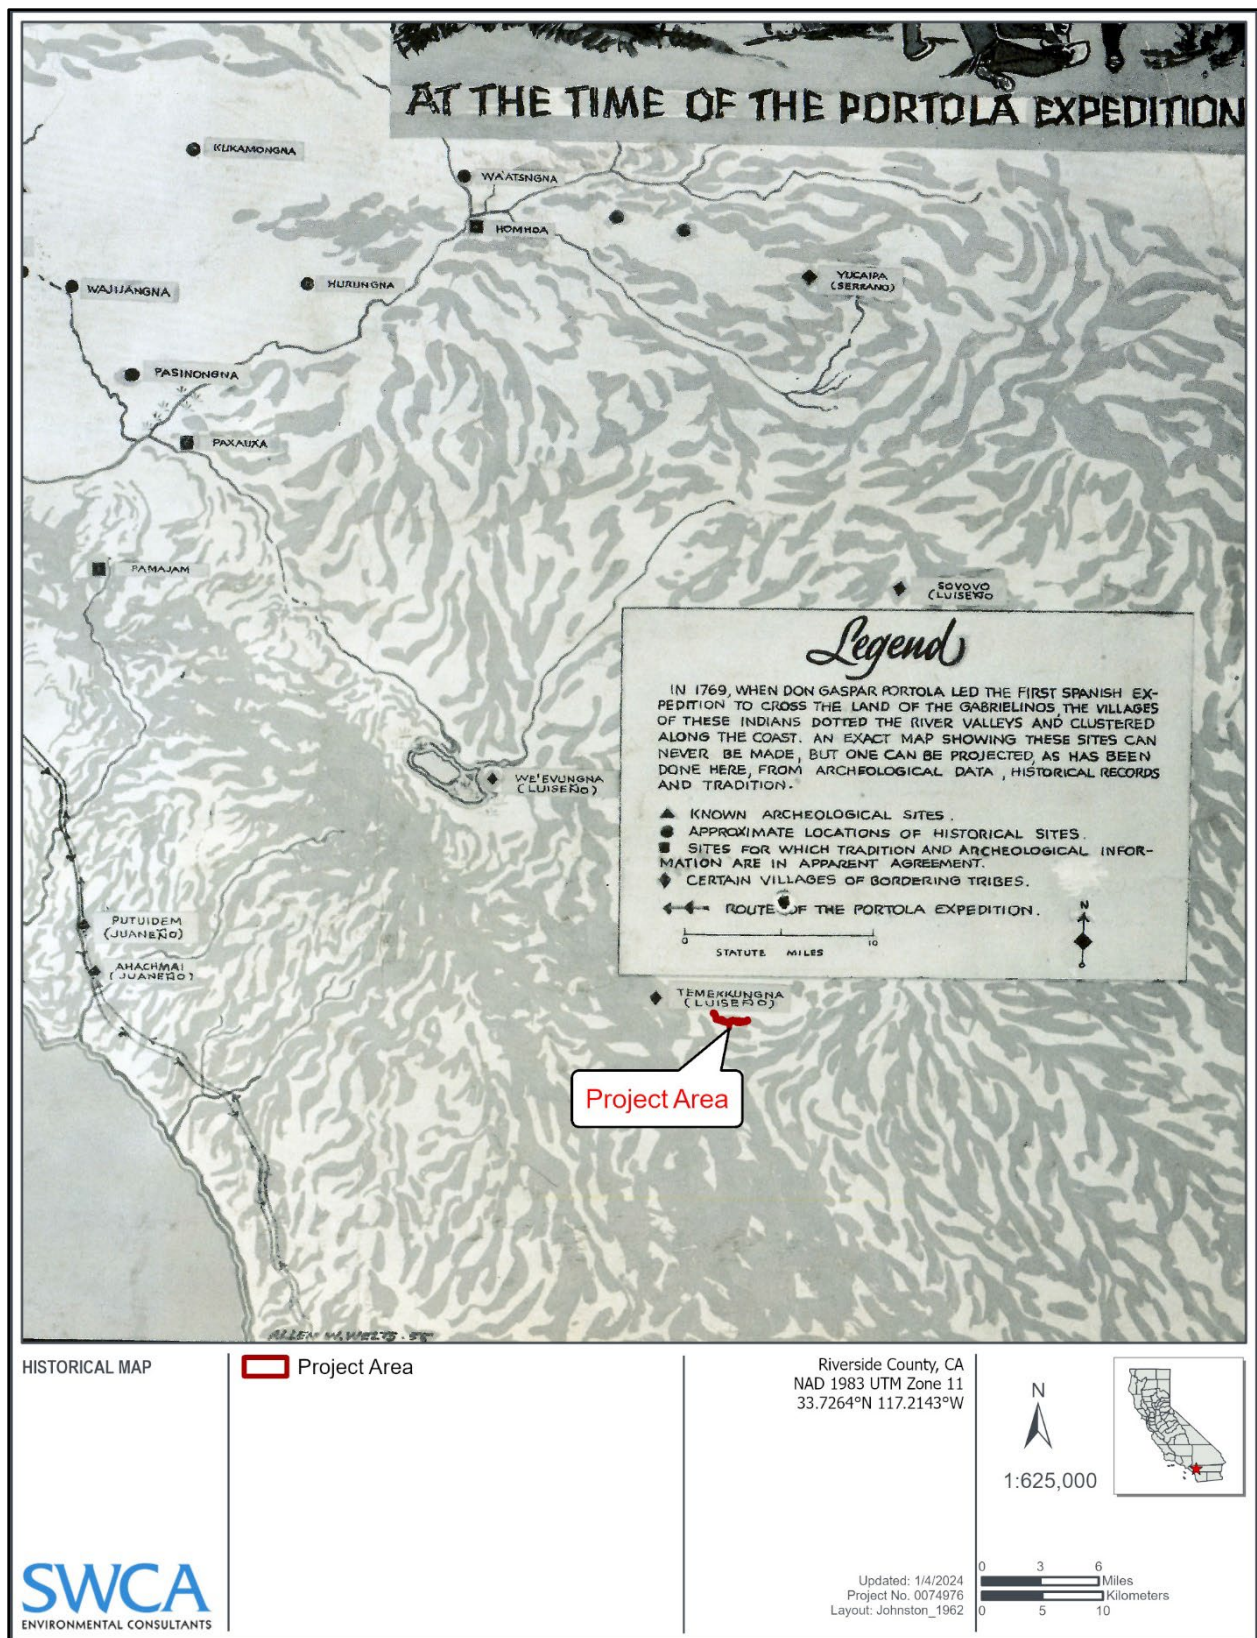 AT THE TIME OF THE PORTOLA EXPEDITION
KUKAMONGNA
WA'ATSNGNA
HOMHOA
YUCAIPA
(SERRANO)
WAJIJANGNA
HURUNGNA
PASINONGNA
PAXAUXA
PAMAJAM
SOVOVO
(LUISEÑO
Legend
IN 1769, WHEN DON GASPAR PORTOLA LED THE FIRST SPANISH EX-
PEDITION TO CROSS THE LAND OF THE GABRIELINOS, THE VILLAGES
OF THESE INDIANS DOTTED THE RIVER VALLEYS AND CLUSTERED
ALONG THE COAST. AN EXACT MAP SHOWING THESE SITES CAN
NEVER BE MADE, BUT ONE CAN BE PROJECTED, AS HAS BEEN
DONE HERE, FROM ARCHEOLOGICAL DATA, HISTORICAL RECORDS
AND TRADITION.
KNOWN ARCHEOLOGICAL SITES.
APPROXIMATE LOCATIONS OF HISTORICAL SITES.
SITES FOR WHICH TRADITION AND ARCHEOLOGICAL INFOR-
MATION ARE IN APPARENT AGREEMENT.
CERTAIN VILLAGES OF BORDERING TRIBES.
ROUTE OF THE PORTOLA EXPEDITION.
N
0 10
STATUTE MILES
WE'EVUNGNA
(LUISEÑO)
PUTUIDEM
(JUANEÑO)
AHACHMAI
(JUANEÑO)
TEMEKKUNGNA
(LUISEÑO)
Project Area
ALLEN W. WELTS · 55
HISTORICAL MAP
Project Area
Riverside County, CA
NAD 1983 UTM Zone 11
33.7264°N 117.2143°W
N
1:625,000
SWCA
ENVIRONMENTAL CONSULTANTS
Updated: 1/4/2024
Project No. 0074976
Layout: Johnston_1962
0 3 6
Miles
Kilometers
0 5 10